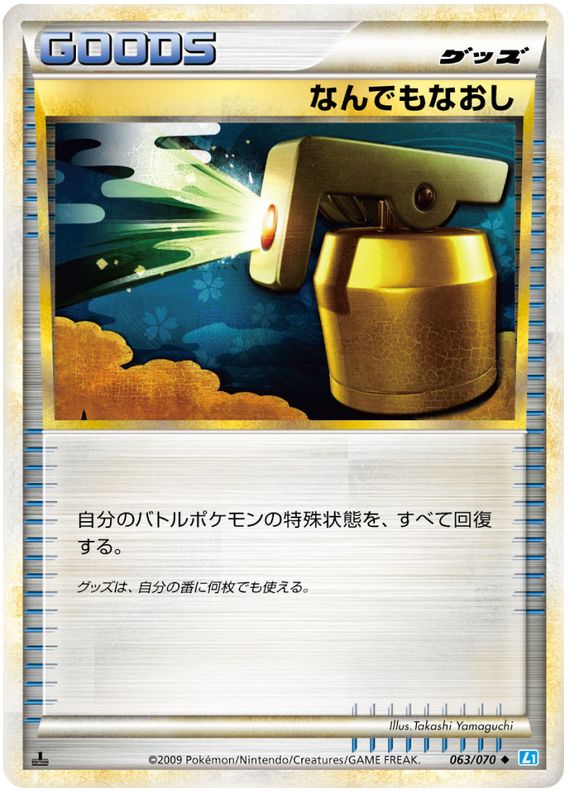 GOODS
グッズ
なんでもなおし
自分のバトルポケモンの特殊状態を、すべて回復
する。
グッズは、自分の番に何枚でも使える。
Illus.Takashi Yamaguchi
1
EDITION
©2009 Pokémon/Nintendo/Creatures/GAME FREAK.
063/070 ◆ L1